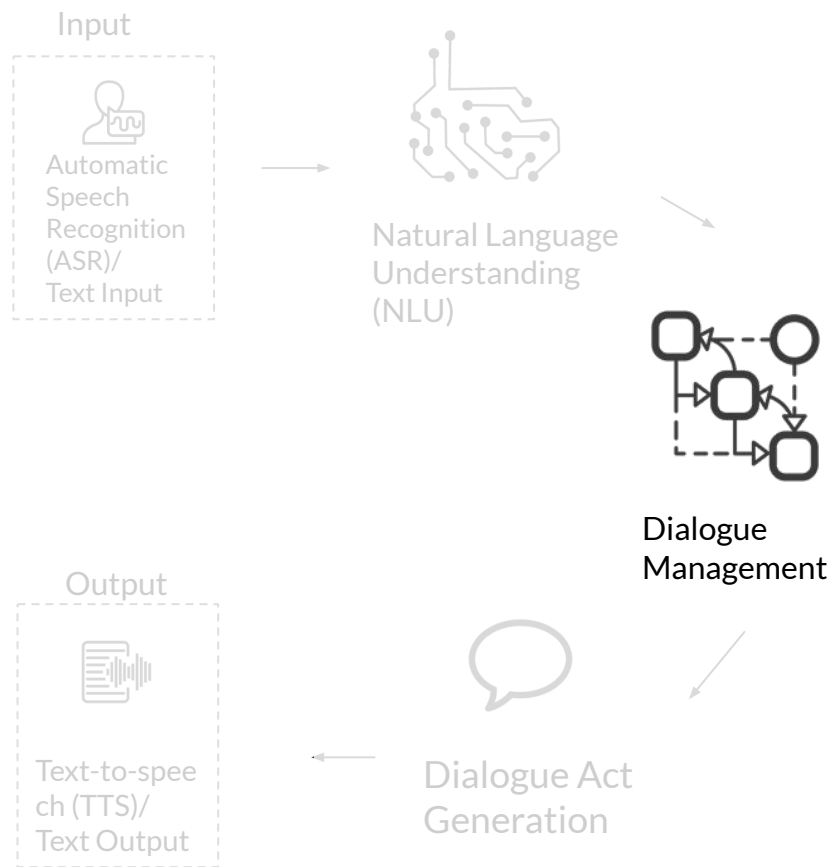 Input
Automatic
Speech
Recognition
(ASR)/
Text Input
Natural Language
Understanding
(NLU)
Dialogue
Management
Output
Text-to-spee
ch (TTS)/
Text Output
Dialogue Act
Generation